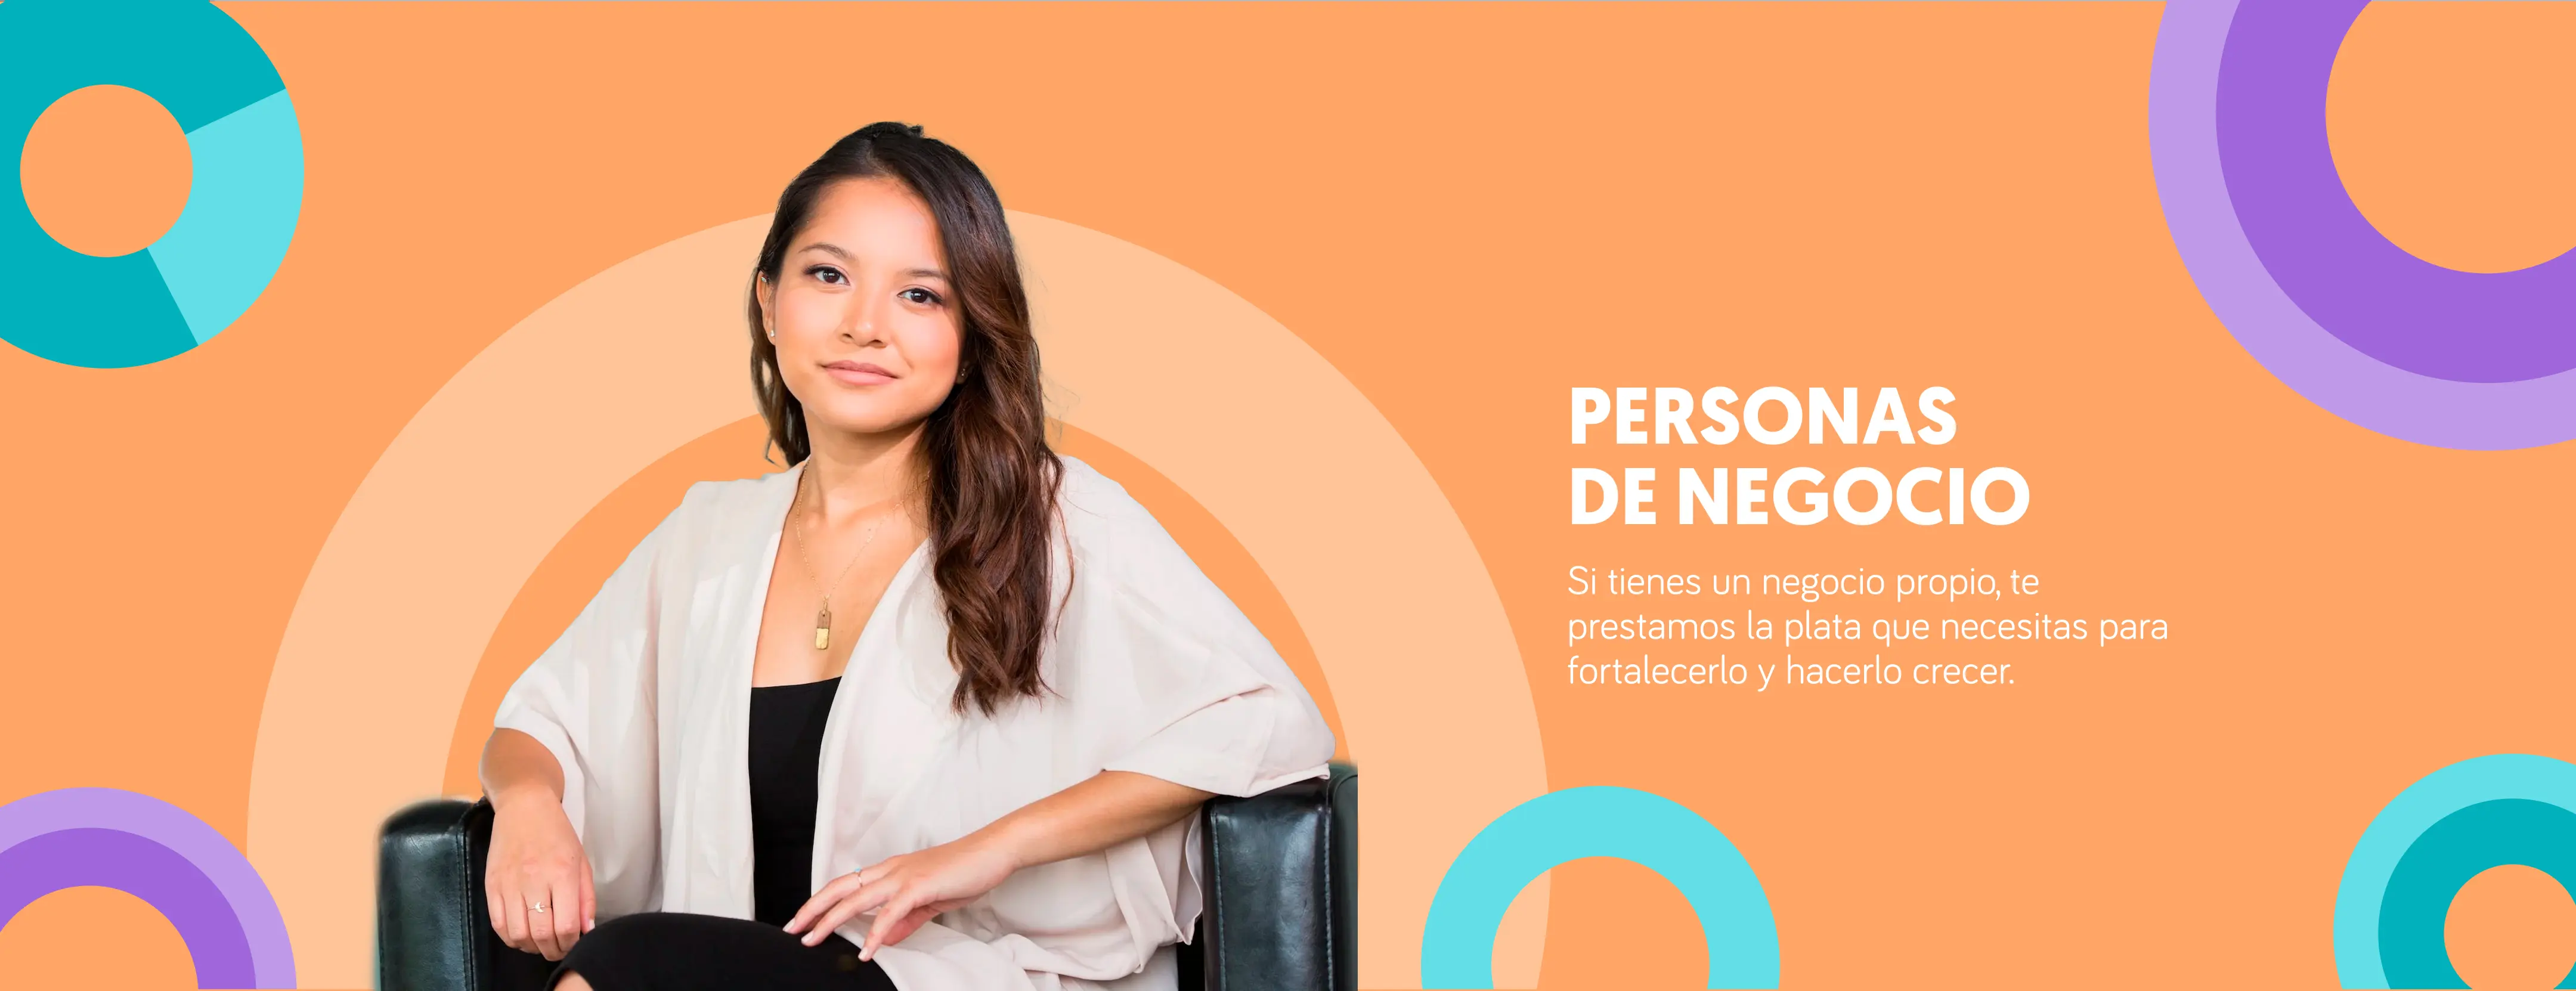 PERSONAS
DE NEGOCIO
Si tienes un negocio propio, te
prestamos la plata que necesitas para
fortalecerlo y hacerlo crecer.